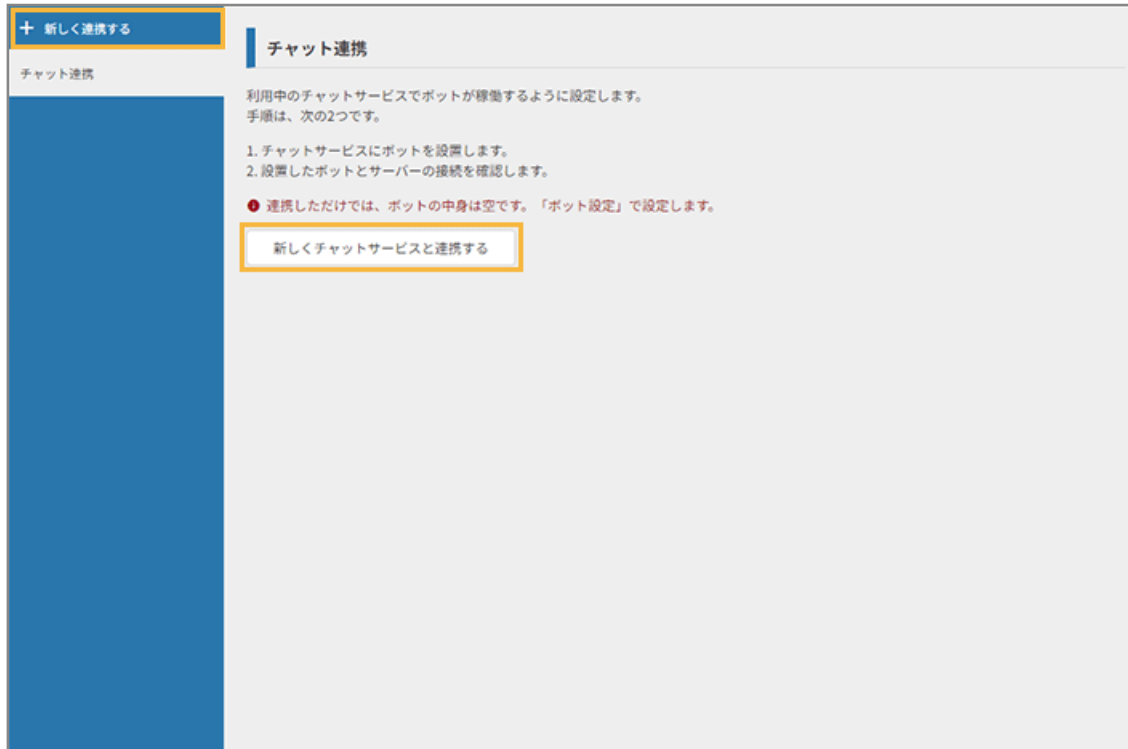 + 新しく連携する
チャット連携
チャット連携
利用中のチャットサービスでボットが稼働するように設定します。
手順は、次の2つです。
1. チャットサービスにボットを設置します。
2. 設置したボットとサーバーの接続を確認します。
連携しただけでは、ボットの中身は空です。「ボット設定」で設定します。
新しくチャットサービスと連携する